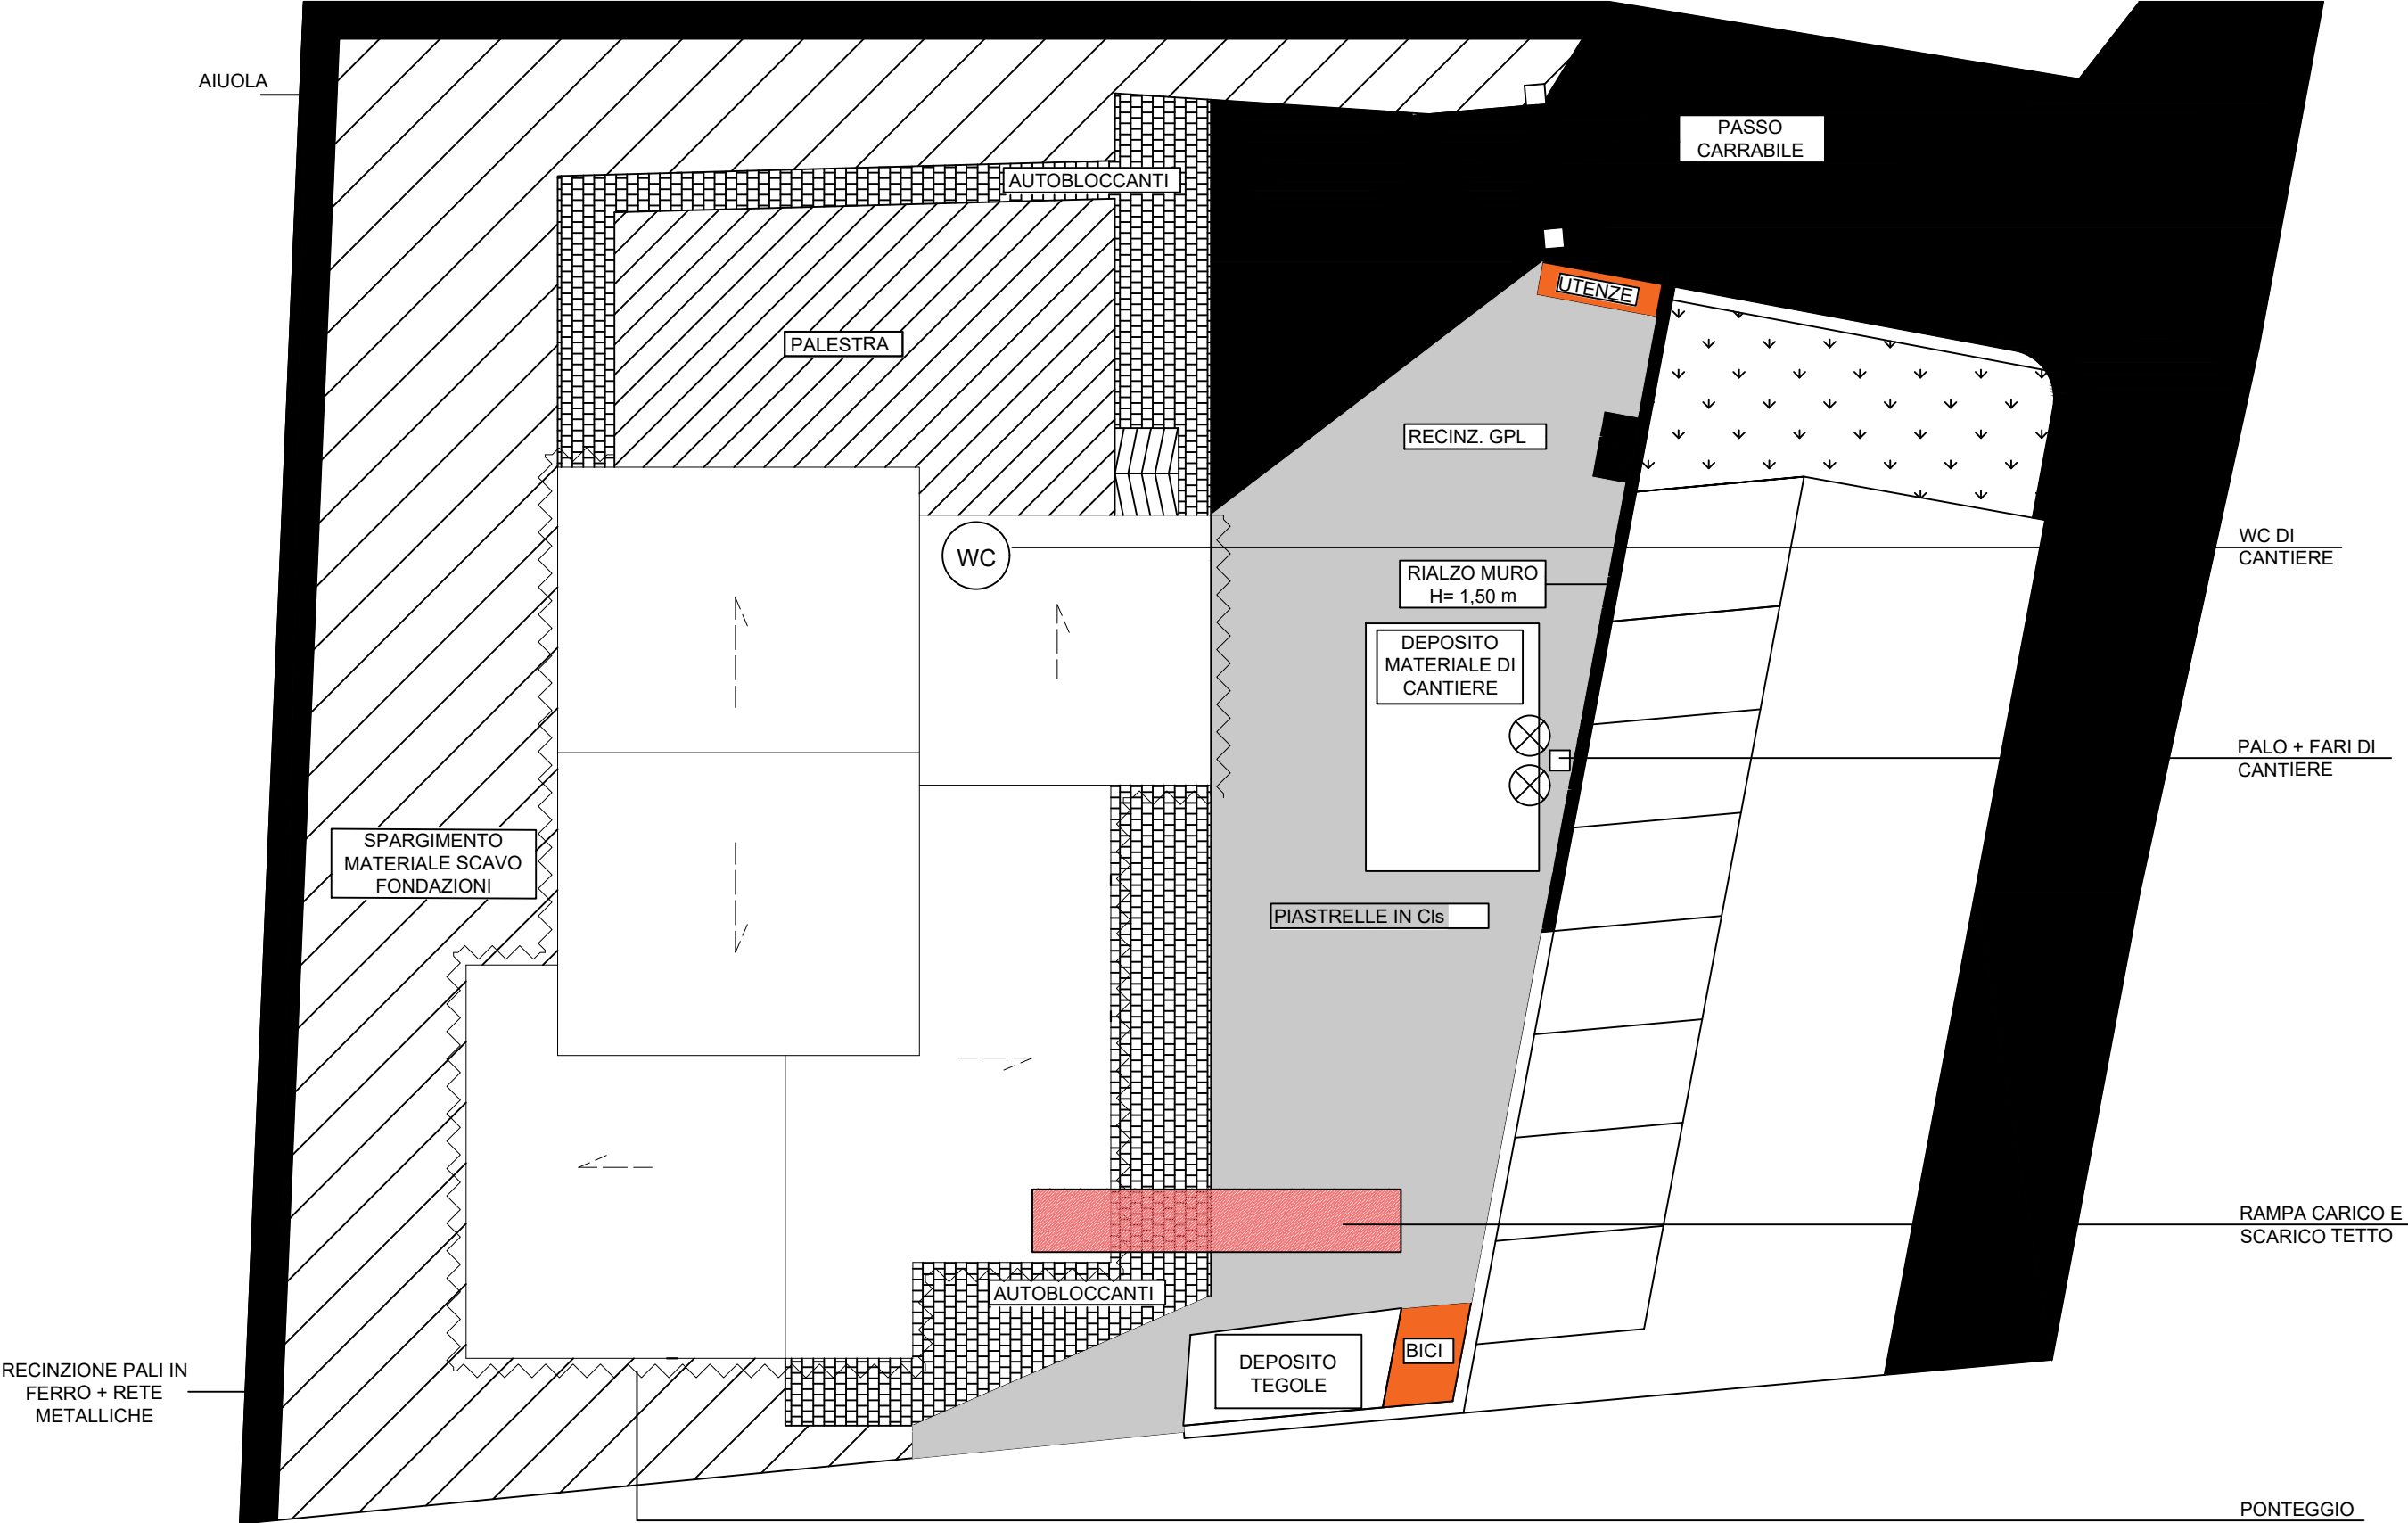 AIUOLA
PASSO
CARRABILE
AUTOBLOCCANTI
UTENZE
PALESTRA
RECINZ. GPL
WC
WC DI
CANTIERE
RIALZO MURO
H= 1,50 m
DEPOSITO
MATERIALE DI
CANTIERE
PALO + FARI DI
CANTIERE
SPARGIMENTO
MATERIALE SCAVO
FONDAZIONI
PIASTRELLE IN Cls
RAMPA CARICO E
SCARICO TETTO
AUTOBLOCCANTI
BICI
DEPOSITO
TEGOLE
RECINZIONE PALI IN
FERRO + RETE
METALLICHE
PONTEGGIO